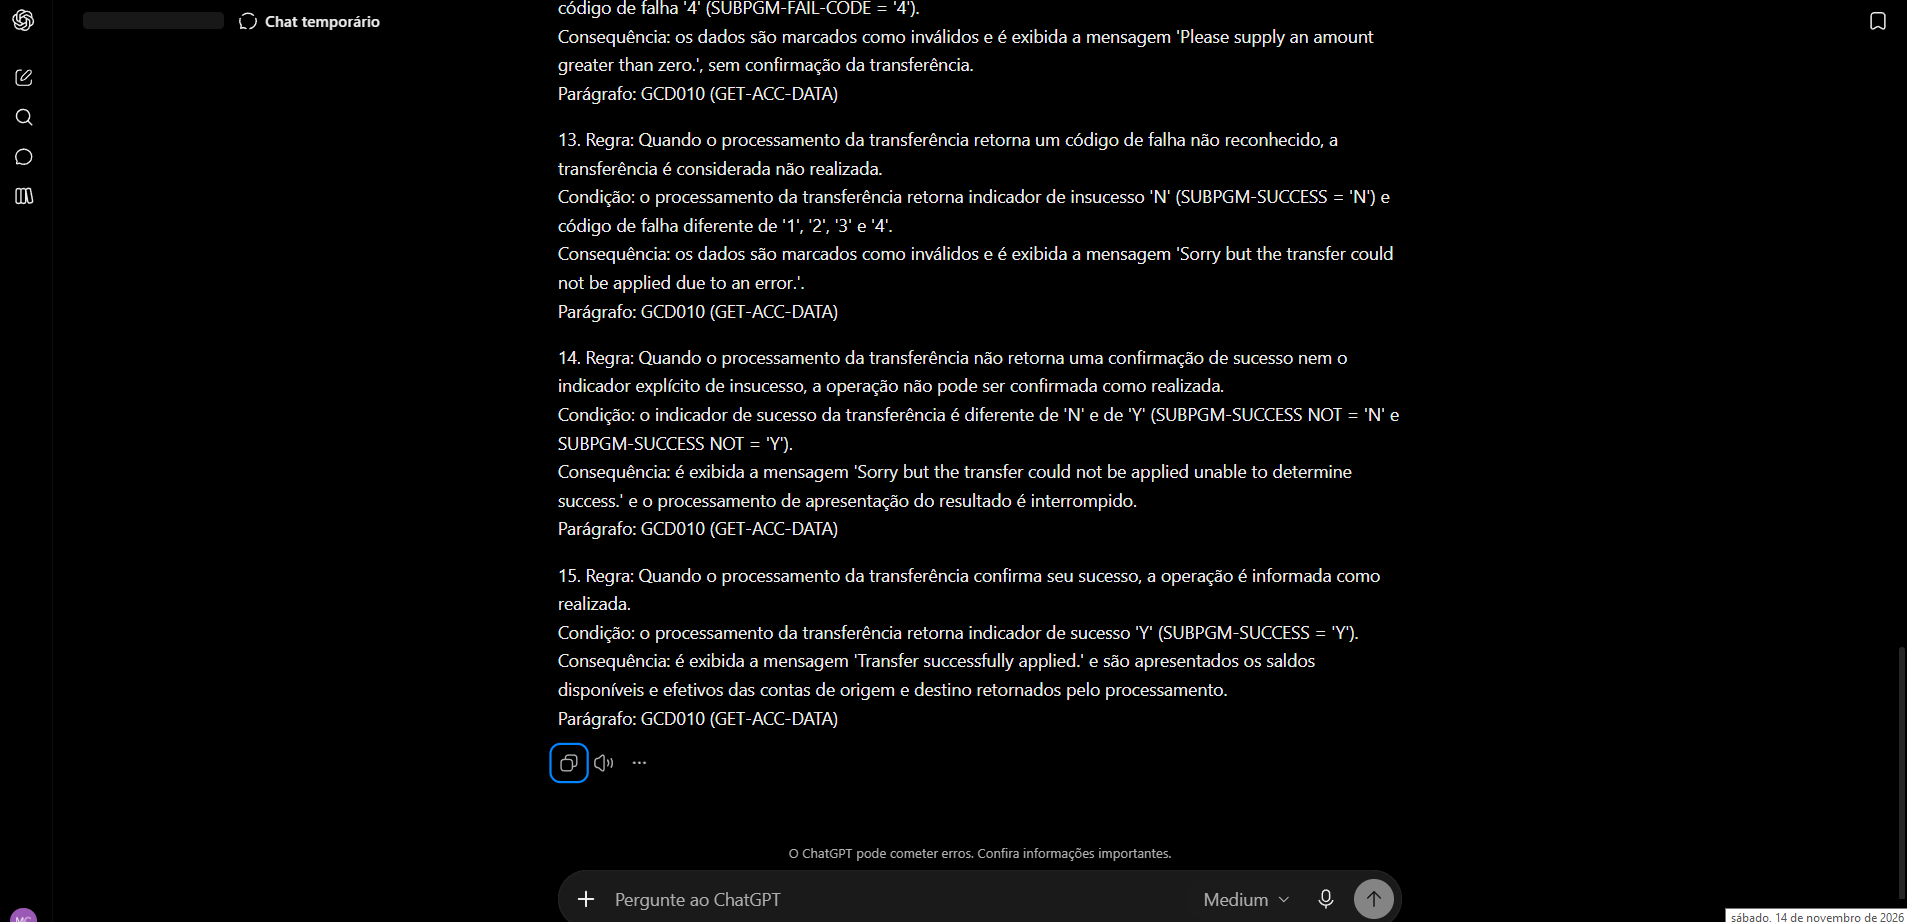 Chat temporário
código de falha '4' (SUBPGM-FAIL-CODE = '4').
Consequência: os dados são marcados como inválidos e é exibida a mensagem 'Please supply an amount
greater than zero.', sem confirmação da transferência.
Parágrafo: GCD010 (GET-ACC-DATA)
13. Regra: Quando o processamento da transferência retorna um código de falha não reconhecido, a
transferência é considerada não realizada.
Condição: o processamento da transferência retorna indicador de insucesso 'N' (SUBPGM-SUCCESS = 'N') e
código de falha diferente de '1', '2', '3' e '4'.
Consequência: os dados são marcados como inválidos e é exibida a mensagem 'Sorry but the transfer could
not be applied due to an error.'.
Parágrafo: GCD010 (GET-ACC-DATA)
14. Regra: Quando o processamento da transferência não retorna uma confirmação de sucesso nem o
indicador explícito de insucesso, a operação não pode ser confirmada como realizada.
Condição: o indicador de sucesso da transferência é diferente de 'N' e de 'Y' (SUBPGM-SUCCESS NOT = 'N' e
SUBPGM-SUCCESS NOT = 'Y').
Consequência: é exibida a mensagem 'Sorry but the transfer could not be applied unable to determine
success.' e o processamento de apresentação do resultado é interrompido.
Parágrafo: GCD010 (GET-ACC-DATA)
15. Regra: Quando o processamento da transferência confirma seu sucesso, a operação é informada como
realizada.
Condição: o processamento da transferência retorna indicador de sucesso 'Y' (SUBPGM-SUCCESS = 'Y').
Consequência: é exibida a mensagem 'Transfer successfully applied.' e são apresentados os saldos
disponíveis e efetivos das contas de origem e destino retornados pelo processamento.
Parágrafo: GCD010 (GET-ACC-DATA)
O ChatGPT pode cometer erros. Confira informações importantes.
Pergunte ao ChatGPT
Medium
MC
sábado, 14 de novembro de 2026